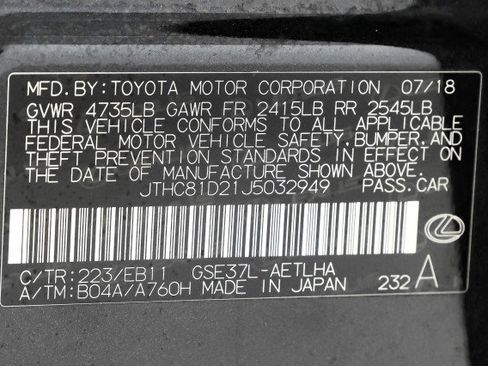 MFD.BY:TOYOTA MOTOR CORPORATION 07/18
GVWR 4735LB GAWR FR 2415LB RR 2545LB
THIS VEHICLE CONFORMS TO ALL APPLICABLE
FEDERAL MOTOR VEHICLE SAFETY,BUMPER,AND
THEFT PREVENTION STANDARDS IN EFFECT ON
THE DATE OF MANUFACTURE SHOWN ABOVE.
JTHC81D21J5032949 PASS.CAR
C/TR:223/EB11 GSE37L-AETLHA
A/TM:B04A/A760H MADE IN JAPAN 232 A